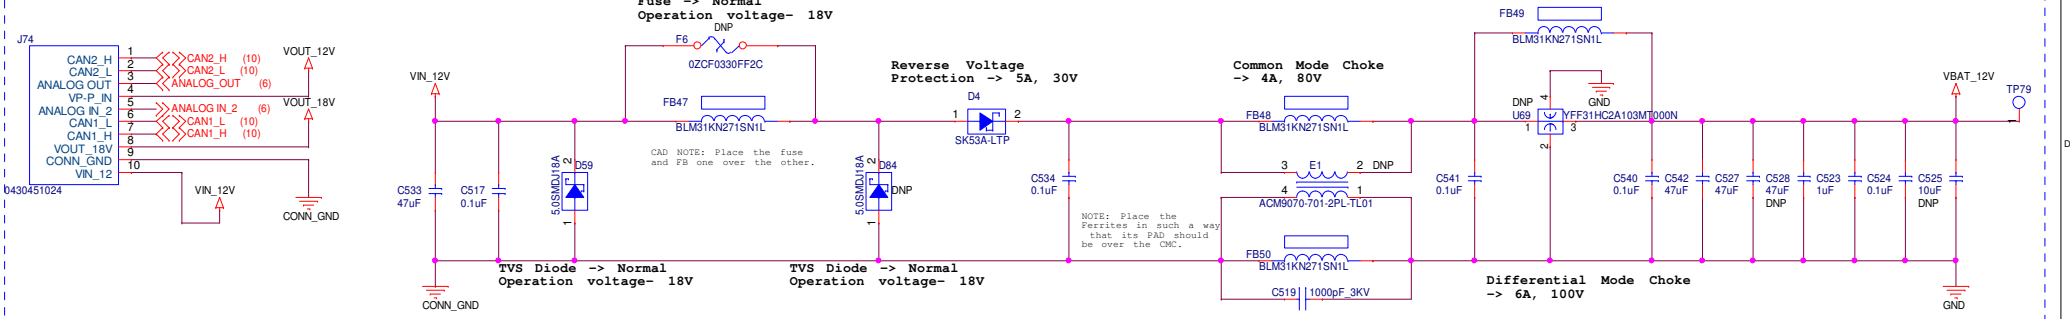 Fuse -> Normal
Operation voltage- 18V
DNP
F6
0ZCF0330FF2C
FB47
BLM31KN271SN1L
CAD NOTE: Place the fuse
and FB one over the other.
J74
CAN2_H
CAN2_L
ANALOG OUT
VP-P_IN
ANALOG IN_2
CAN1_L
CAN1_H
VOUT_18V
CONN_GND
VIN_12
1
2
3
4
5
6
7
8
9
10
CAN2_H (10)
CAN2_L (10)
ANALOG_OUT (6)
ANALOG IN_2 (6)
CAN1_L (10)
CAN1_H (10)
0430451024
VOUT_12V
VOUT_18V
VIN_12V
CONN_GND
VIN_12V
C533
47uF
C517
0.1uF
CONN_GND
D59
5.0SMDJ18A
2
1
TVS Diode -> Normal
Operation voltage- 18V
D84
5.0SMDJ18A
DNP
2
1
TVS Diode -> Normal
Operation voltage- 18V
Reverse Voltage
Protection -> 5A, 30V
D4
1
2
SK53A-LTP
C534
0.1uF
NOTE: Place the
Ferrites in such a way
that its PAD should
be over the CMC.
Common Mode Choke
-> 4A, 80V
FB48
BLM31KN271SN1L
3
E1
2
DNP
4
1
ACM9070-701-2PL-TL01
FB50
BLM31KN271SN1L
C519
1000pF_3KV
FB49
BLM31KN271SN1L
C541
0.1uF
DNP
U69
1
4
3
2
YFF31HC2A103MT000N
GND
Differential Mode Choke
-> 6A, 100V
C540
0.1uF
C542
47uF
C527
47uF
C528
47uF
DNP
C523
1uF
C524
0.1uF
C525
10uF
DNP
VBAT_12V
TP79
1
GND
D